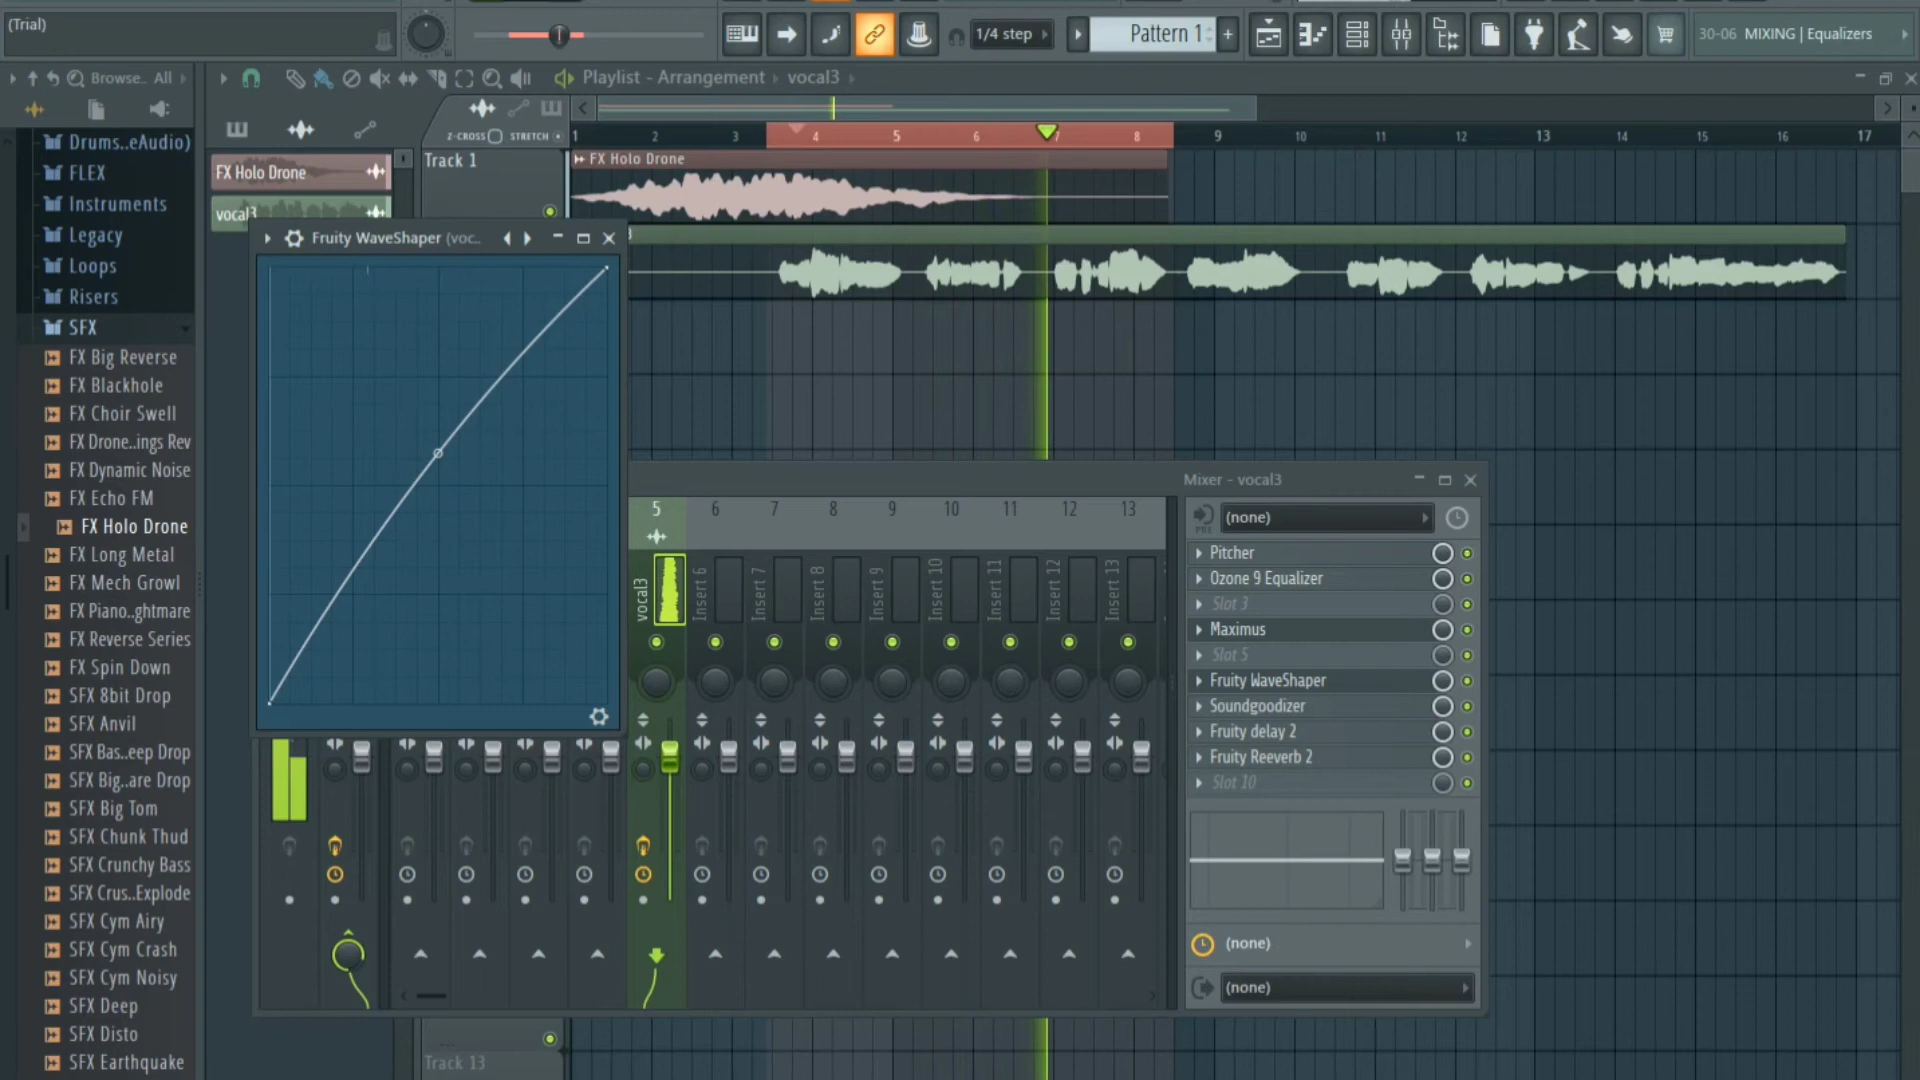 (Trial)
1/4 step
Pattern 1
30-06 MIXING | Equalizers
Browse.. All
Playlist - Arrangement
vocal3
Z-CROSS
STRETCH
1 2 3 4 5 6 7 8 9 10 11 12 13 14 15 16 17
Drums..eAudio)
FLEX
Instruments
Legacy
Loops
Risers
SFX
FX Big Reverse
FX Blackhole
FX Choir Swell
FX Drone..ings Rev
FX Dynamic Noise
FX Echo FM
FX Holo Drone
FX Long Metal
FX Mech Growl
FX Piano..ghtmare
FX Reverse Series
FX Spin Down
SFX 8bit Drop
SFX Anvil
SFX Bas..eep Drop
SFX Big..are Drop
SFX Big Tom
SFX Chunk Thud
SFX Crunchy Bass
SFX Crus..Explode
SFX Cym Airy
SFX Cym Crash
SFX Cym Noisy
SFX Deep
SFX Disto
SFX Earthquake
FX Holo Drone
vocal3
Track 1
FX Holo Drone
Fruity WaveShaper (voc..
Mixer - vocal3
5 6 7 8 9 10 11 12 13
vocal3
Insert 6
Insert 7
Insert 8
Insert 9
Insert 10
Insert 11
Insert 12
Insert 13
PRE
(none)
Pitcher
Ozone 9 Equalizer
Slot 3
Maximus
Slot 5
Fruity WaveShaper
Soundgoodizer
Fruity delay 2
Fruity Reeverb 2
Slot 10
(none)
(none)
Track 13